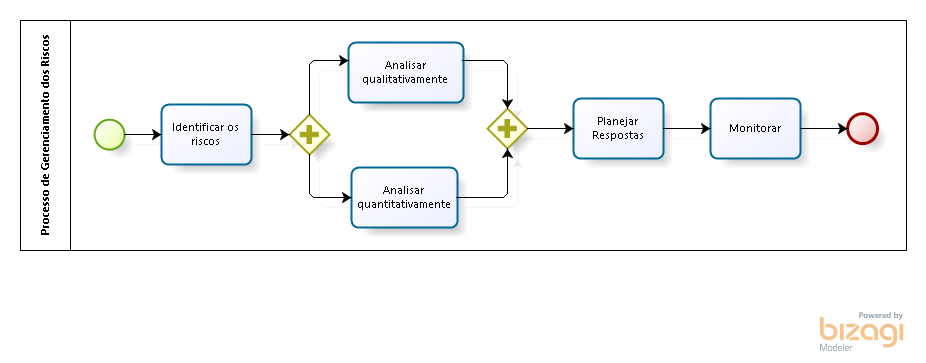 Processo de Gerenciamento dos Riscos
Identificar os
riscos
Analisar
qualitativamente
Analisar
quantitativamente
Planejar
Respostas
Monitorar
Powered by
bizagi
Modeler